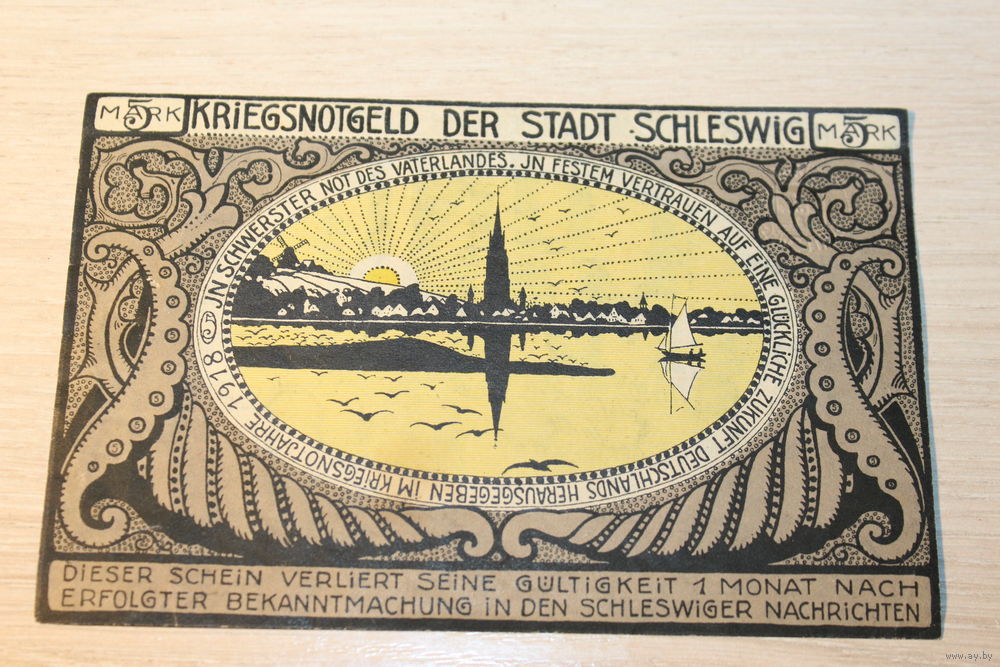 5 MARK
KRIEGSNOTGELD DER STADT SCHLESWIG
5 MARK
JN SCHWERSTER NOT DES VATERLANDES. JN FESTEM VERTRAUEN AUF EINE GLÜCKLICHE ZUKUNFT DEUTSCHLANDS HERAUSGEGEBEN IM KRIEGSNOTJAHRE 1918
5
DIESER SCHEIN VERLIERT SEINE GÜLTIGKEIT 1 MONAT NACH
ERFOLGTER BEKANNTMACHUNG IN DEN SCHLESWIGER NACHRICHTEN
www.ay.by